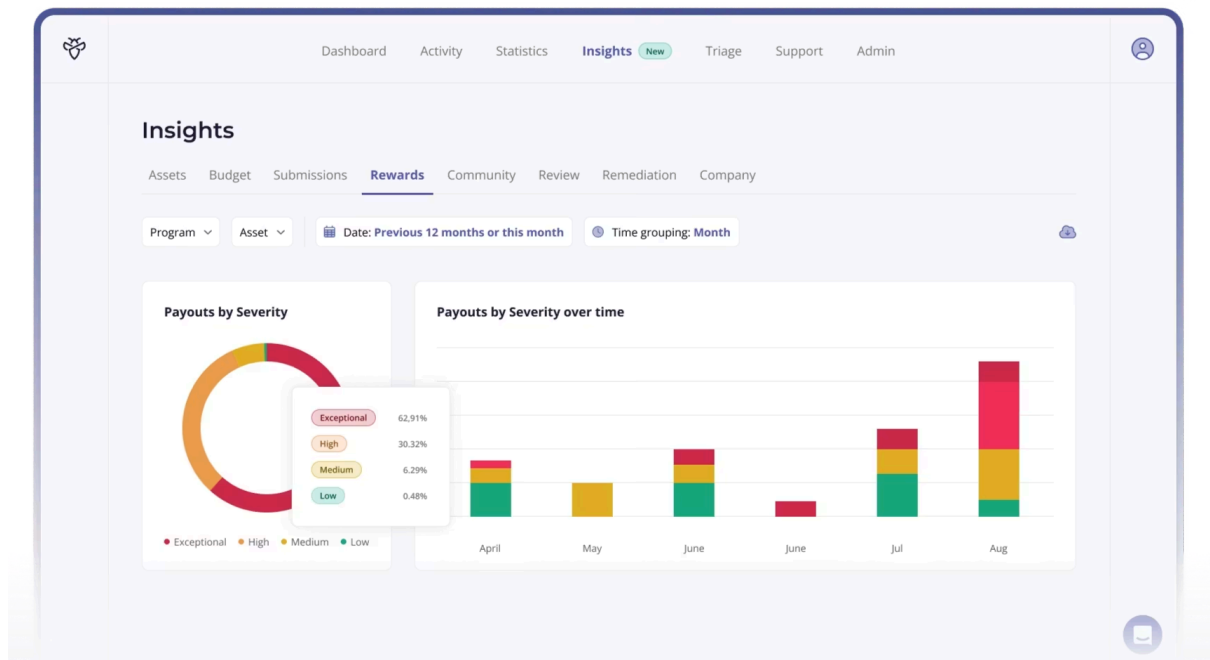 Dashboard Activity Statistics Insights New Triage Support Admin
Insights
Assets Budget Submissions Rewards Community Review Remediation Company
Program Asset Date: Previous 12 months or this month Time grouping: Month
Payouts by Severity
Exceptional 62,91%
High 30.32%
Medium 6.29%
Low 0.48%
Exceptional High Medium Low
Payouts by Severity over time
April May June June Jul Aug